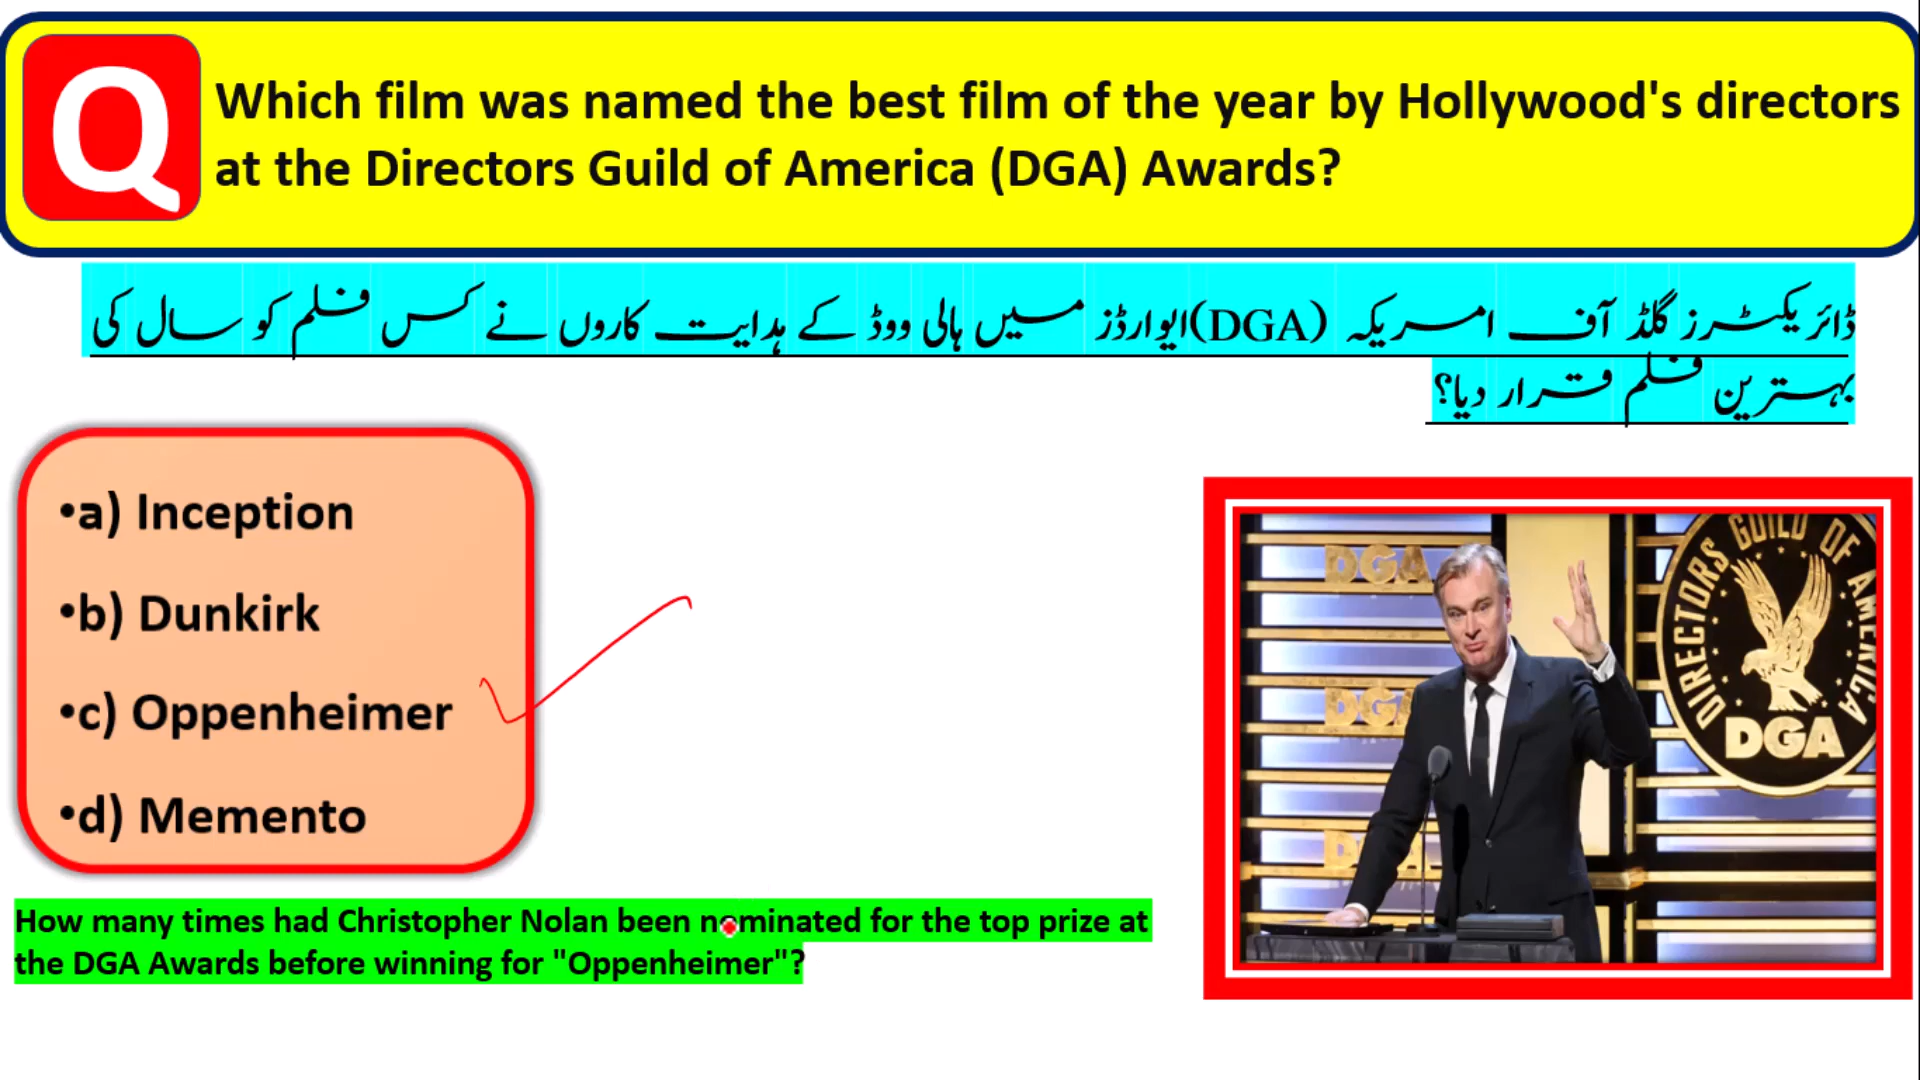 Q
Which film was named the best film of the year by Hollywood's directors
at the Directors Guild of America (DGA) Awards?
ڈائریکٹرز گلڈ آف امریکہ (DGA)ایوارڈز میں ہالی ووڈ کے ہدایت کاروں نے کس فلم کو سال کی
بہترین فلم قرار دیا؟
•a) Inception
•b) Dunkirk
•c) Oppenheimer
•d) Memento
How many times had Christopher Nolan been nominated for the top prize at
the DGA Awards before winning for "Oppenheimer"?
DGA
DGA
DGA
DIRECTORS GUILD OF AMERICA
DGA